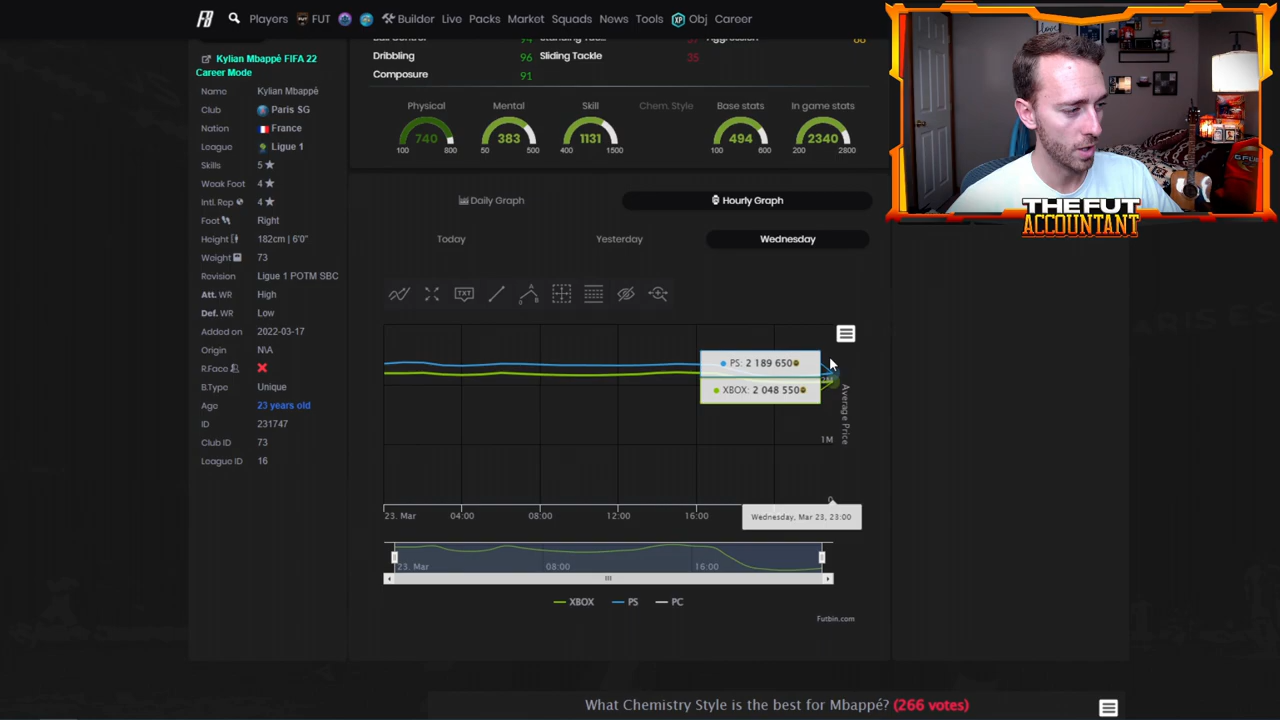 FB Players FUT Builder Live Packs Market Squads News Tools XP Obj Career
Kylian Mbappé FIFA 22
Career Mode
Name Kylian Mbappé
Club Paris SG
Nation France
League Ligue 1
Skills 5
Weak Foot 4
Intl. Rep 4
Foot Right
Height 182cm | 6'0"
Weight 73
Revision Ligue 1 POTM SBC
Att. WR High
Def. WR Low
Added on 2022-03-17
Origin N\A
R.Face
B.Type Unique
Age 23 years old
ID 231747
Club ID 73
League ID 16
Dribbling 96 Sliding Tackle 35
Composure 91
Physical Mental Skill Chem. Style Base stats In game stats
740 383 1131 494 2340
100 800 50 500 400 1500 100 600 200 2800
Daily Graph Hourly Graph
Today Yesterday Wednesday
TXT
PS: 2 189 650
XBOX: 2 048 550
1M
0
Average Price
23. Mar 04:00 08:00 12:00 16:00
Wednesday, Mar 23, 23:00
23. Mar 08:00 16:00
XBOX PS PC
Futbin.com
What Chemistry Style is the best for Mbappé? (266 votes)
THE FUT
ACCOUNTANT